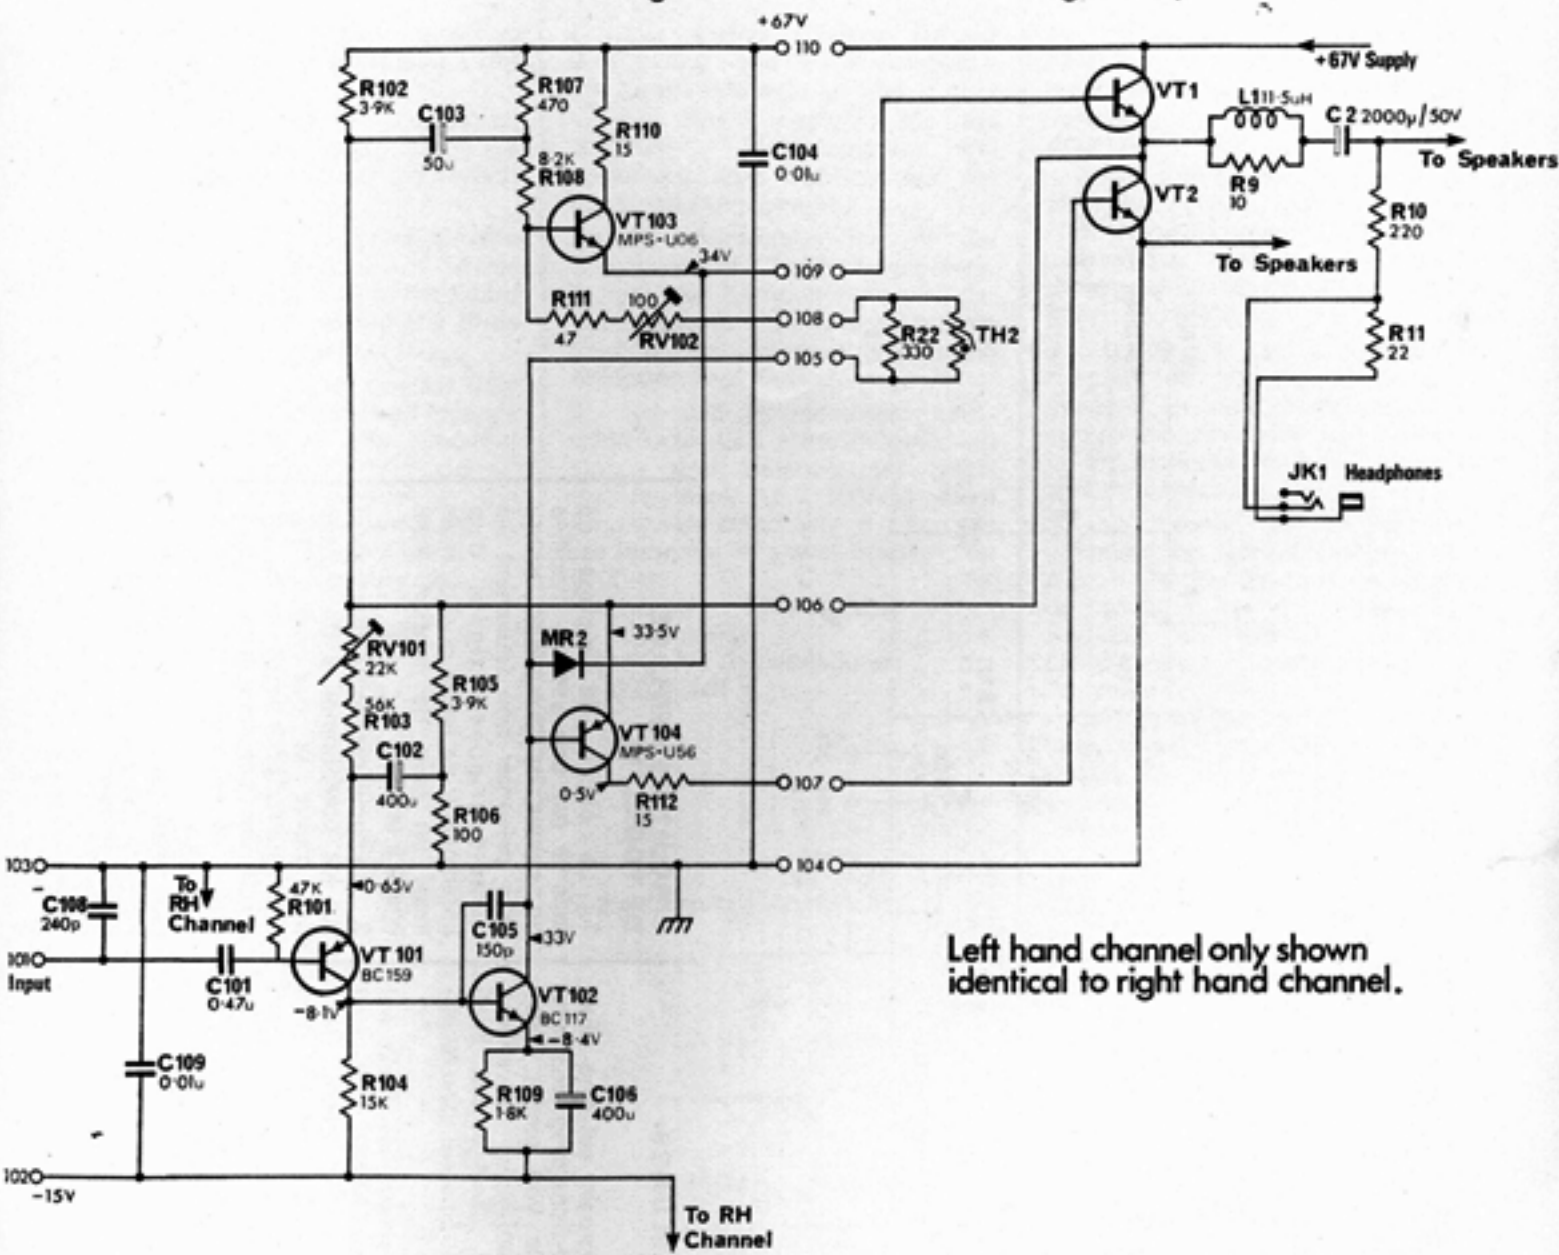 +67V
110
+67V Supply
R102
3·9K
C103
50u
R107
470
R110
15
C104
0·01u
VT1
L1 11·5uH
C2 2000µ/50V
To Speakers
R9
10
8·2K
R108
VT103
MPS-U06
VT2
R10
220
34V
109
To Speakers
R111
47
100
RV102
108
105
R22
330
TH2
R11
22
JK1 Headphones
106
33·5V
MR2
RV101
22K
R105
3·9K
56K
R103
C102
400u
VT104
MPS-U56
0·5V
R112
15
107
R106
100
103
104
-
C108
240p
To
RH
Channel
47K
R101
0·65V
C105
150p
33V
101
Input
C101
0·47u
VT101
BC159
-8·1V
VT102
BC117
-8·4V
Left hand channel only shown
identical to right hand channel.
C109
0·01u
R104
15K
R109
1·8K
C106
400u
102
-15V
To RH
Channel